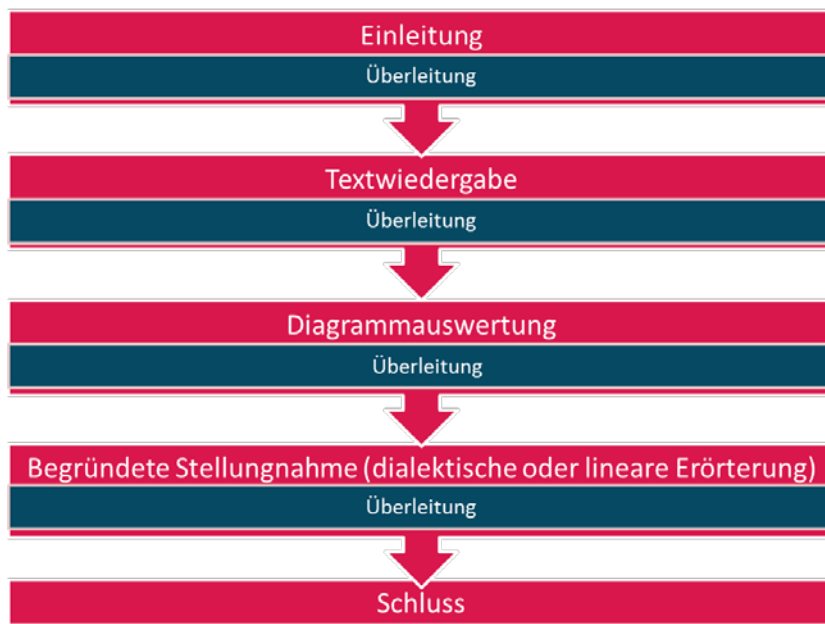 Einleitung
Überleitung
Textwiedergabe
Überleitung
Diagrammauswertung
Überleitung
Begründete Stellungnahme (dialektische oder lineare Erörterung)
Überleitung
Schluss